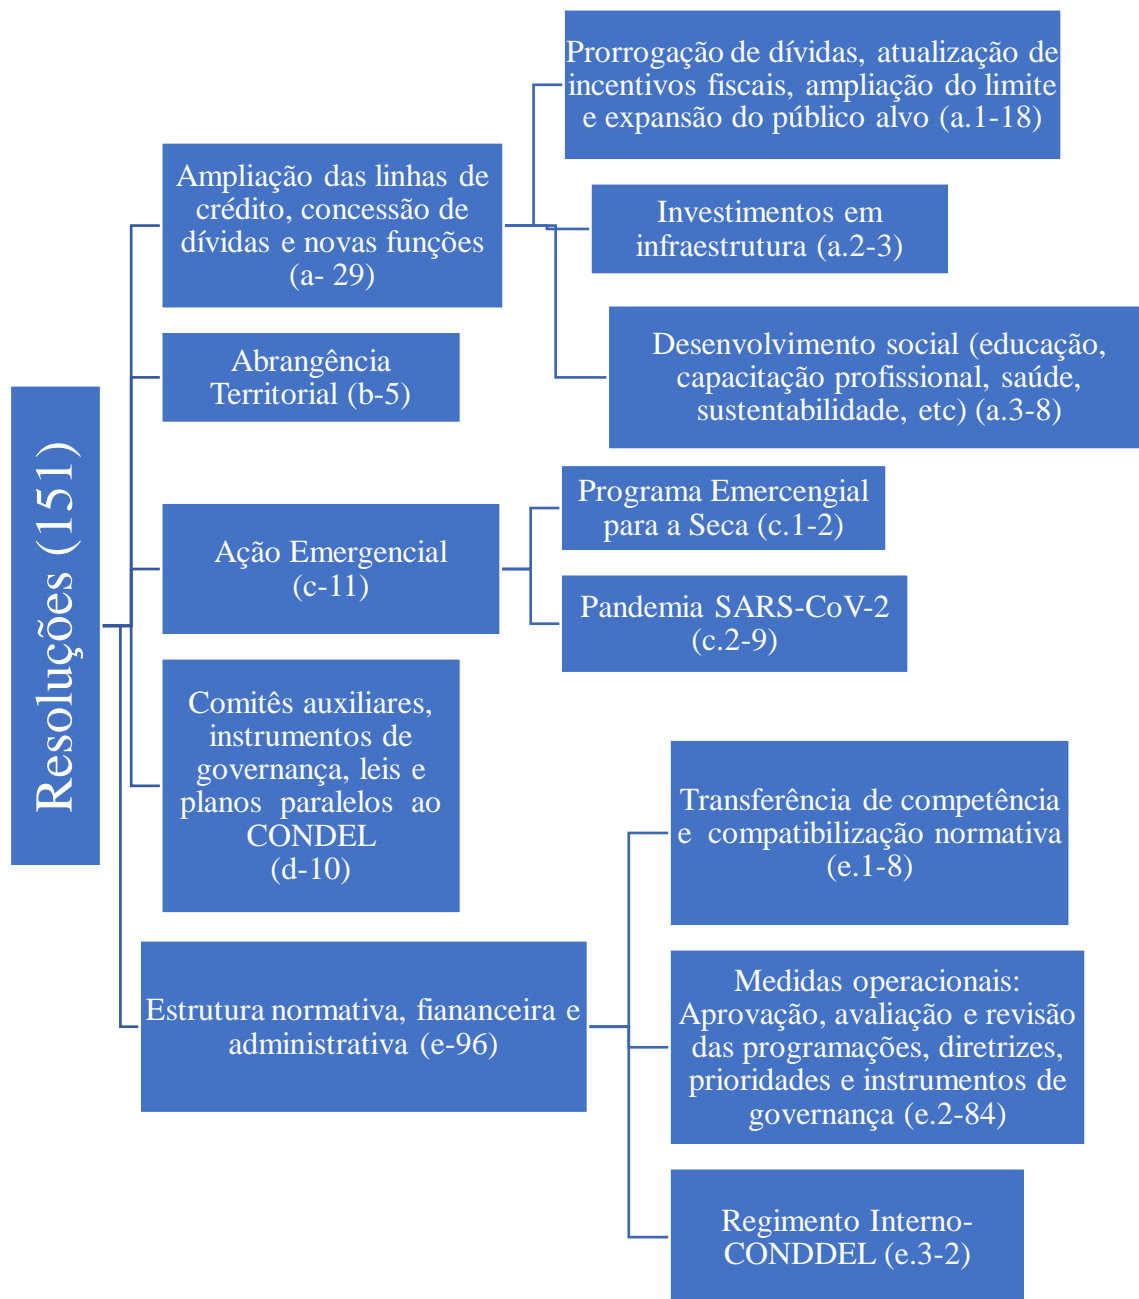 Resoluções (151)
Ampliação das linhas de
crédito, concessão de
dívidas e novas funções
(a- 29)
Prorrogação de dívidas, atualização de
incentivos fiscais, ampliação do limite
e expansão do público alvo (a.1-18)
Investimentos em
infraestrutura (a.2-3)
Desenvolvimento social (educação,
capacitação profissional, saúde,
sustentabilidade, etc) (a.3-8)
Abrangência
Territorial (b-5)
Ação Emergencial
(c-11)
Programa Emercengial
para a Seca (c.1-2)
Pandemia SARS-CoV-2
(c.2-9)
Comitês auxiliares,
instrumentos de
governança, leis e
planos paralelos ao
CONDEL
(d-10)
Estrutura normativa, fiananceira e
administrativa (e-96)
Transferência de competência
e compatibilização normativa
(e.1-8)
Medidas operacionais:
Aprovação, avaliação e revisão
das programações, diretrizes,
prioridades e instrumentos de
governança (e.2-84)
Regimento Interno-
CONDDEL (e.3-2)